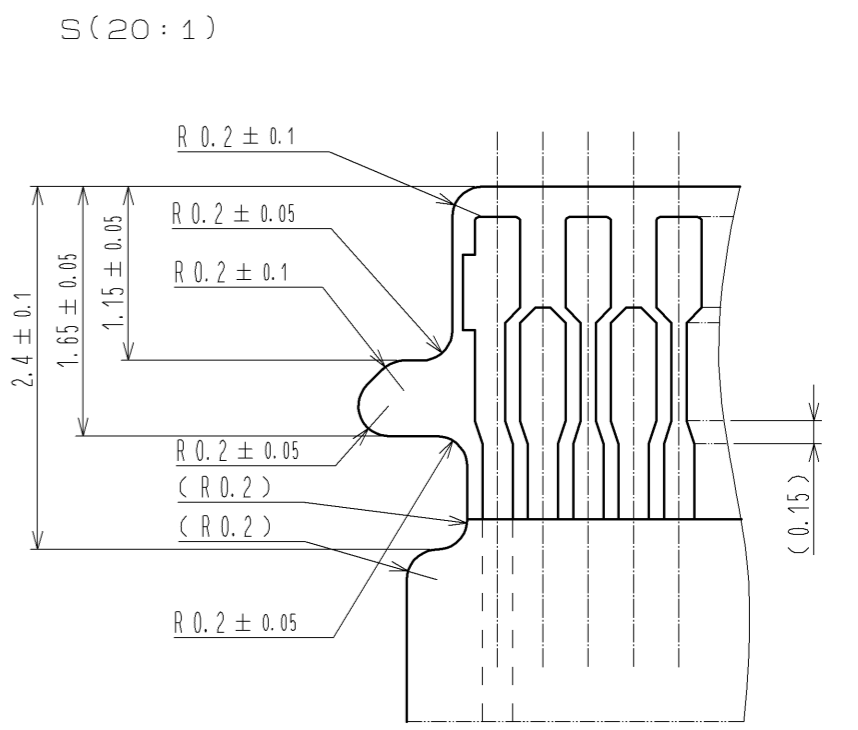 S(20:1)
R 0.2 ± 0.1
R 0.2 ± 0.05
R 0.2 ± 0.1
1.15 ± 0.05
1.65 ± 0.05
2.4 ± 0.1
R 0.2 ± 0.05
(R 0.2)
(R 0.2)
(0.15)
R 0.2 ± 0.05